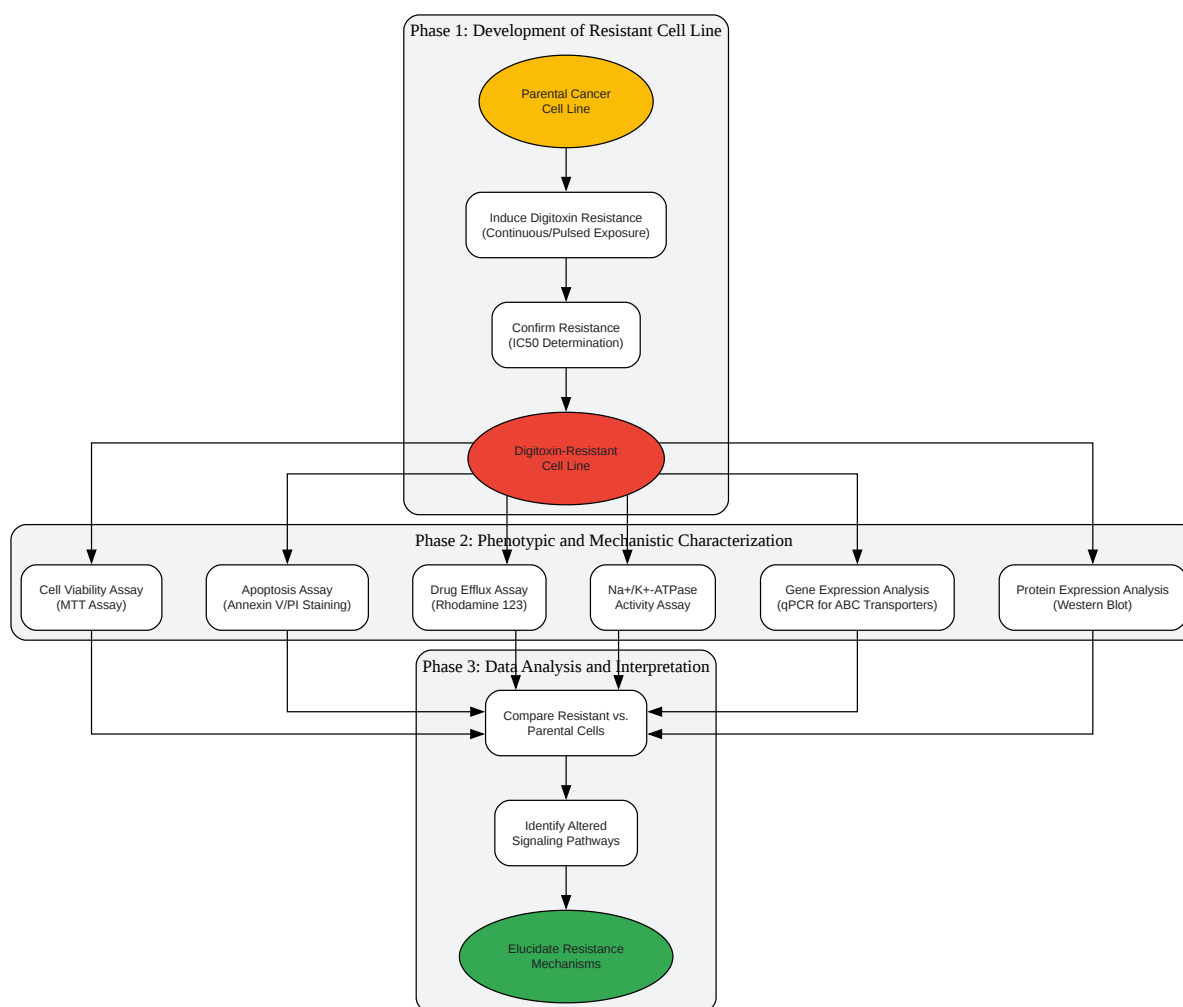 Phase 1: Development of Resistant Cell Line
Parental Cancer
Cell Line
Induce Digitoxin Resistance
(Continuous/Pulsed Exposure)
Confirm Resistance
(IC50 Determination)
Digitoxin-Resistant
Cell Line
Phase 2: Phenotypic and Mechanistic Characterization
Cell Viability Assay
(MTT Assay)
Apoptosis Assay
(Annexin V/PI Staining)
Drug Efflux Assay
(Rhodamine 123)
Na+/K+-ATPase
Activity Assay
Gene Expression Analysis
(qPCR for ABC Transporters)
Protein Expression Analysis
(Western Blot)
Phase 3: Data Analysis and Interpretation
Compare Resistant vs.
Parental Cells
Identify Altered
Signaling Pathways
Elucidate Resistance
Mechanisms